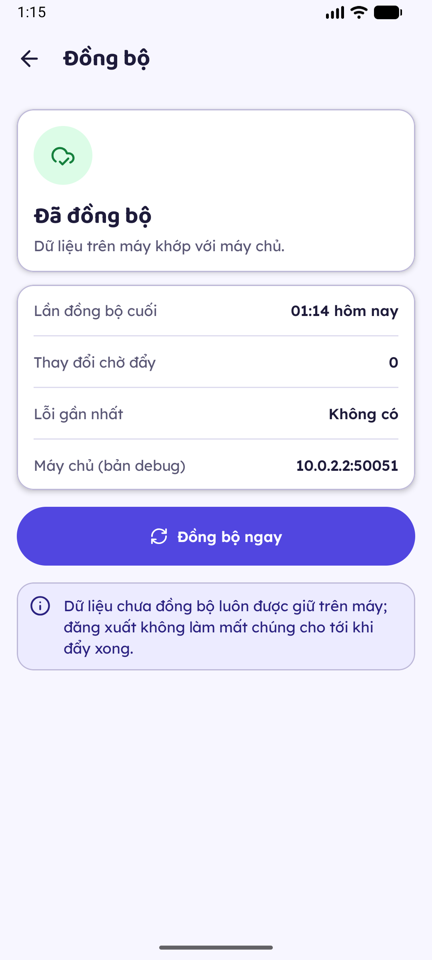 1:15
Đồng bộ
Đã đồng bộ
Dữ liệu trên máy khớp với máy chủ.
Lần đồng bộ cuối 01:14 hôm nay
Thay đổi chờ đẩy 0
Lỗi gần nhất Không có
Máy chủ (bản debug) 10.0.2.2:50051
Đồng bộ ngay
Dữ liệu chưa đồng bộ luôn được giữ trên máy;
đăng xuất không làm mất chúng cho tới khi
đẩy xong.